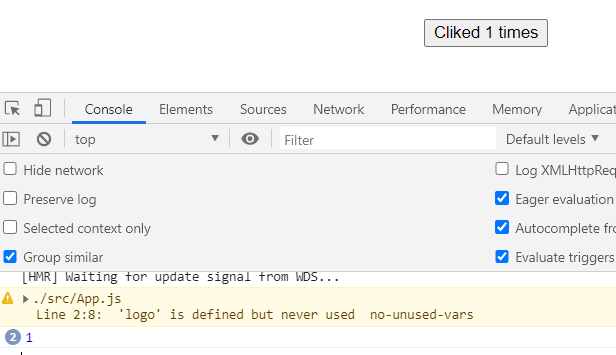 Cliked 1 times
Console Elements Sources Network Performance Memory Applicat
top Filter Default levels
Hide network Log XMLHttpReq
Preserve log Eager evaluation
Selected context only Autocomplete fro
Group similar Evaluate triggers
[HMR] Waiting for update signal from WDS...
./src/App.js
Line 2:8: 'logo' is defined but never used no-unused-vars
2 1